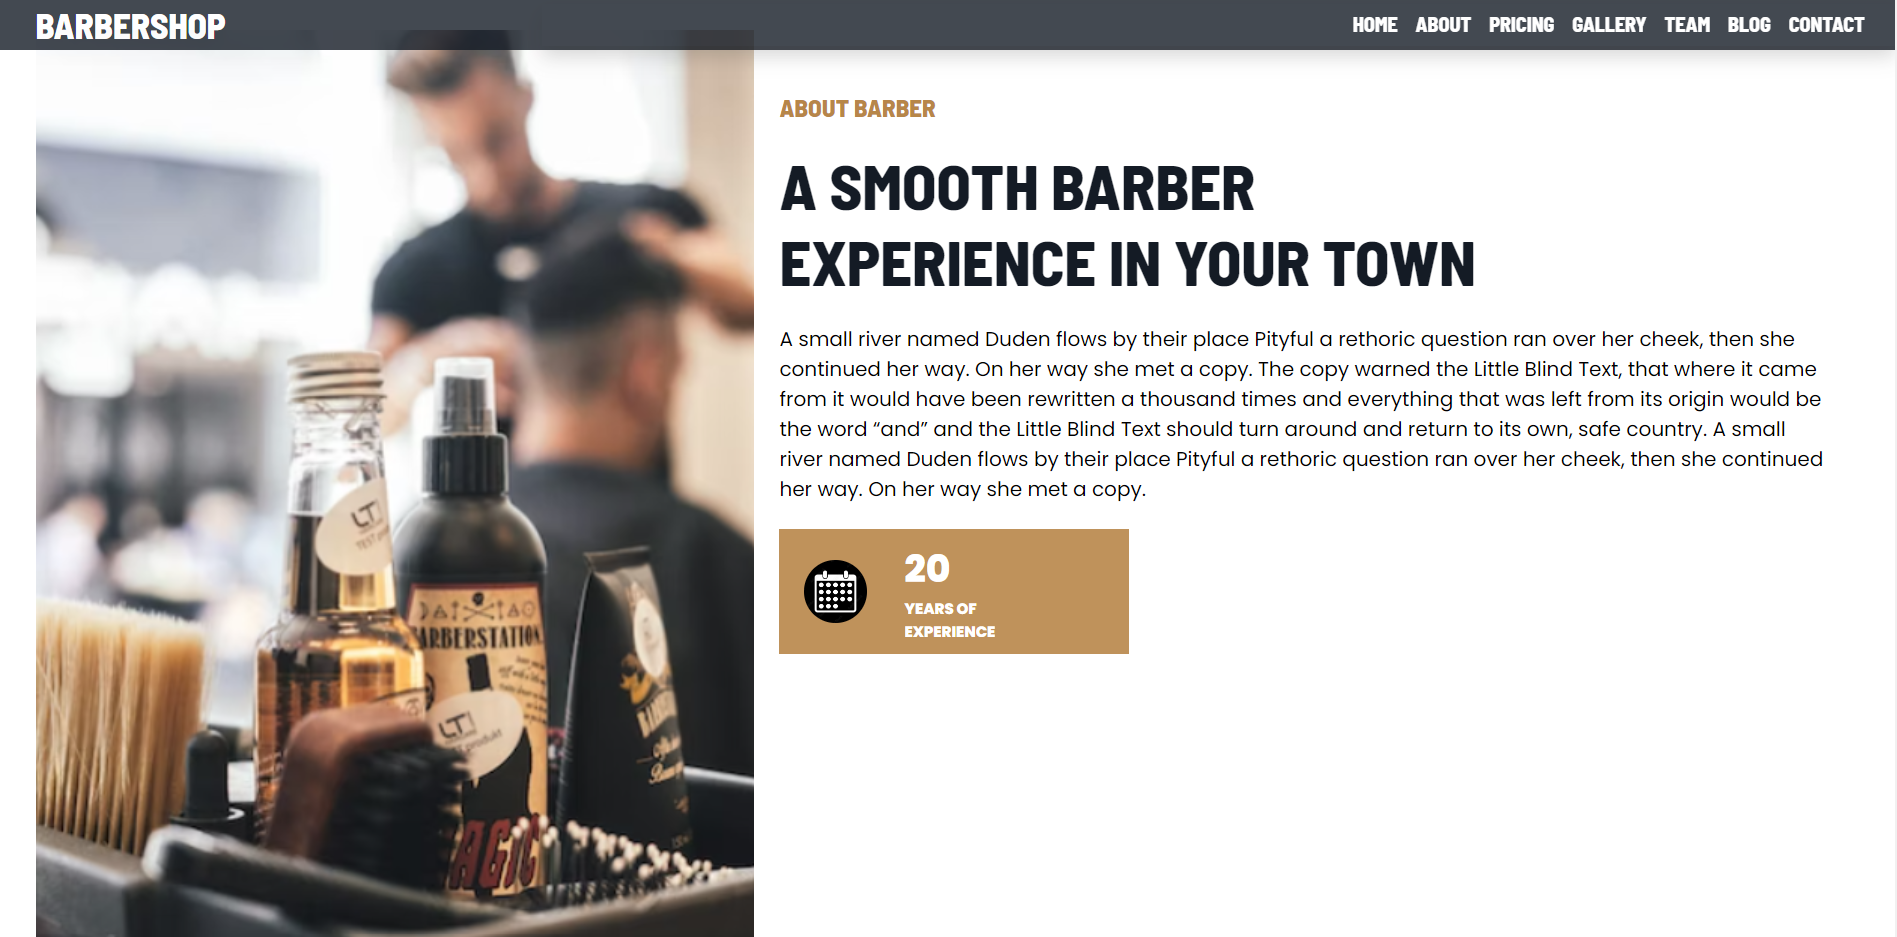 BARBERSHOP
HOME ABOUT PRICING GALLERY TEAM BLOG CONTACT
ABOUT BARBER
A SMOOTH BARBER
EXPERIENCE IN YOUR TOWN
A small river named Duden flows by their place Pityful a rethoric question ran over her cheek, then she
continued her way. On her way she met a copy. The copy warned the Little Blind Text, that where it came
from it would have been rewritten a thousand times and everything that was left from its origin would be
the word “and” and the Little Blind Text should turn around and return to its own, safe country. A small
river named Duden flows by their place Pityful a rethoric question ran over her cheek, then she continued
her way. On her way she met a copy.
20
YEARS OF
EXPERIENCE
LT
TEST
ARBERSTATION
LT
produkt
AGIC